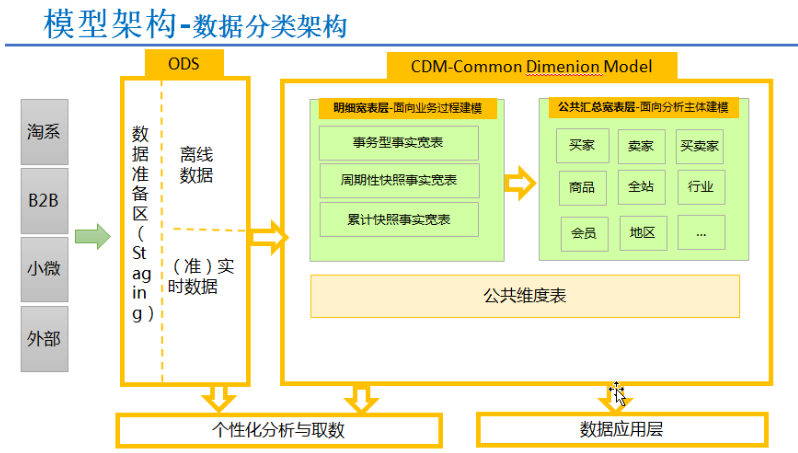 模型架构-数据分类架构
ODS
CDM-Common Dimenion Model
淘系
B2B
小微
外部
数
据
准
备
区
(
St
ag
in
g)
离线
数据
（准）实
时数据
明细宽表层-面向业务过程建模
事务型事实宽表
周期性快照事实宽表
累计快照事实宽表
公共汇总宽表层-面向分析主体建模
买家
卖家
买卖家
商品
全站
行业
会员
地区
...
公共维度表
个性化分析与取数
数据应用层